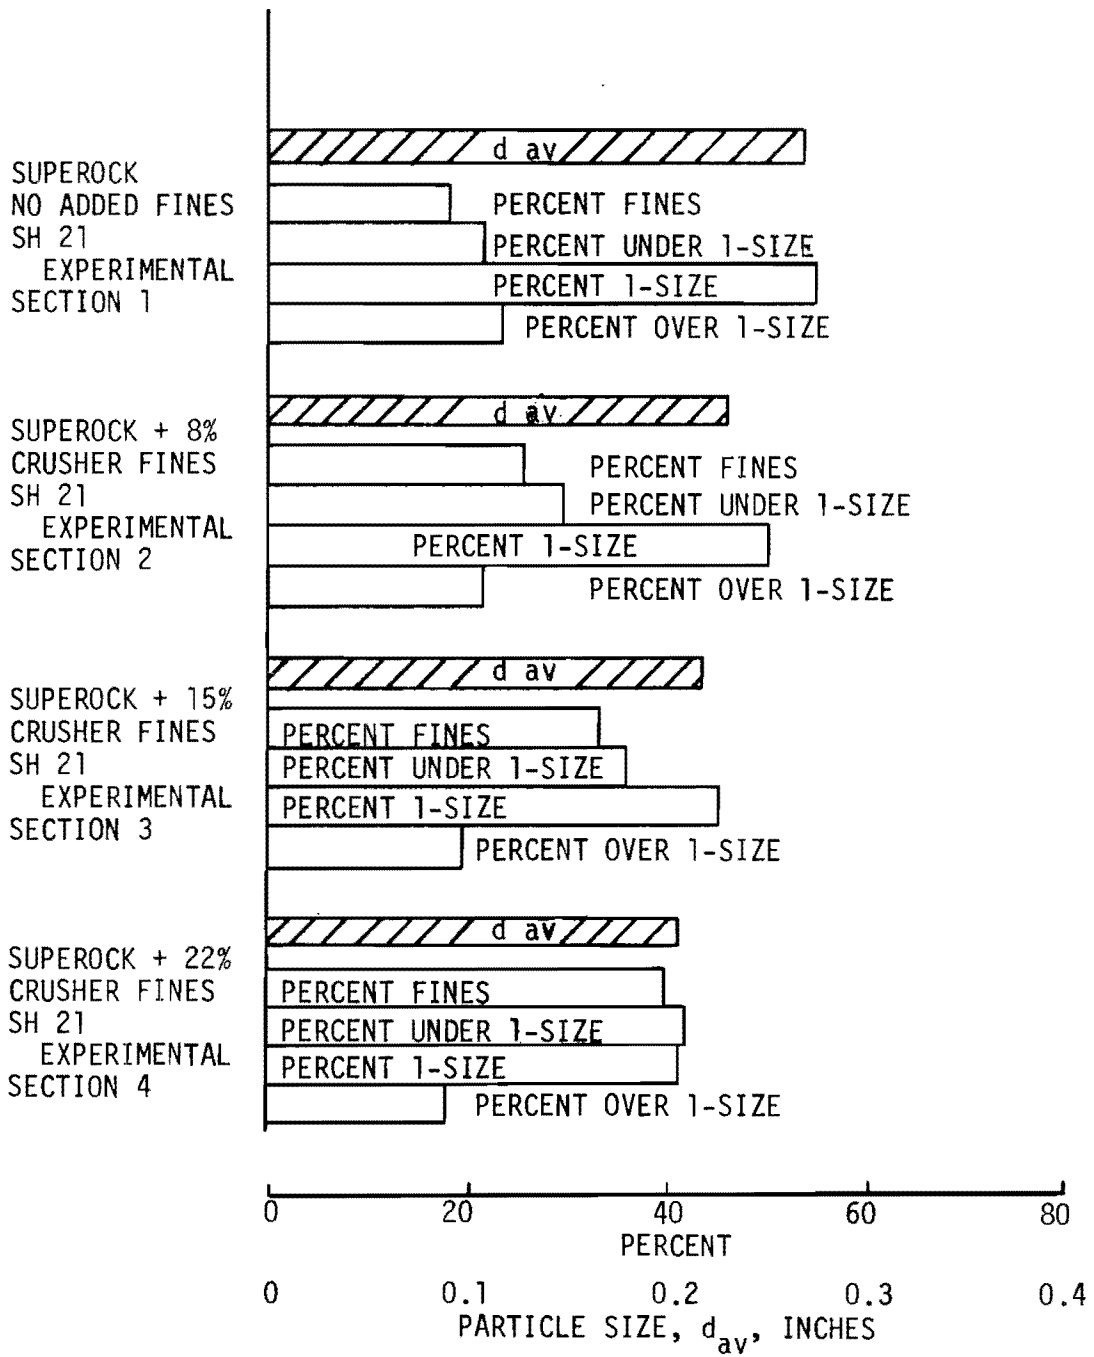 d av
SUPEROCK
NO ADDED FINES
SH 21
EXPERIMENTAL
SECTION 1
PERCENT FINES
PERCENT UNDER 1-SIZE
PERCENT 1-SIZE
PERCENT OVER 1-SIZE
d av
SUPEROCK + 8%
CRUSHER FINES
SH 21
EXPERIMENTAL
SECTION 2
PERCENT FINES
PERCENT UNDER 1-SIZE
PERCENT 1-SIZE
PERCENT OVER 1-SIZE
d av
SUPEROCK + 15%
CRUSHER FINES
SH 21
EXPERIMENTAL
SECTION 3
PERCENT FINES
PERCENT UNDER 1-SIZE
PERCENT 1-SIZE
PERCENT OVER 1-SIZE
d av
SUPEROCK + 22%
CRUSHER FINES
SH 21
EXPERIMENTAL
SECTION 4
PERCENT FINES
PERCENT UNDER 1-SIZE
PERCENT 1-SIZE
PERCENT OVER 1-SIZE
0 20 40 60 80
PERCENT
0 0.1 0.2 0.3 0.4
PARTICLE SIZE, dav, INCHES